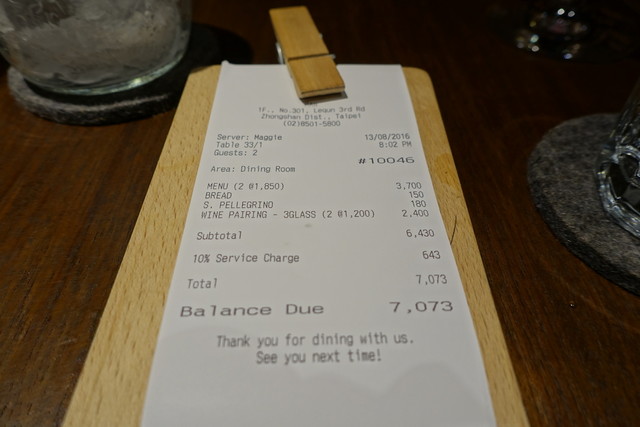 1F., No.301, Lequn 3rd Rd
Zhongshan Dist., Taipei
(02)8501-5800
Server: Maggie 13/08/2016
Table 33/1 8:02 PM
Guests: 2
#10046
Area: Dining Room
MENU (2 @1,850) 3,700
BREAD 150
S. PELLEGRINO 180
WINE PAIRING - 3GLASS (2 @1,200) 2,400
Subtotal 6,430
10% Service Charge 643
Total 7,073
Balance Due 7,073
Thank you for dining with us.
See you next time!